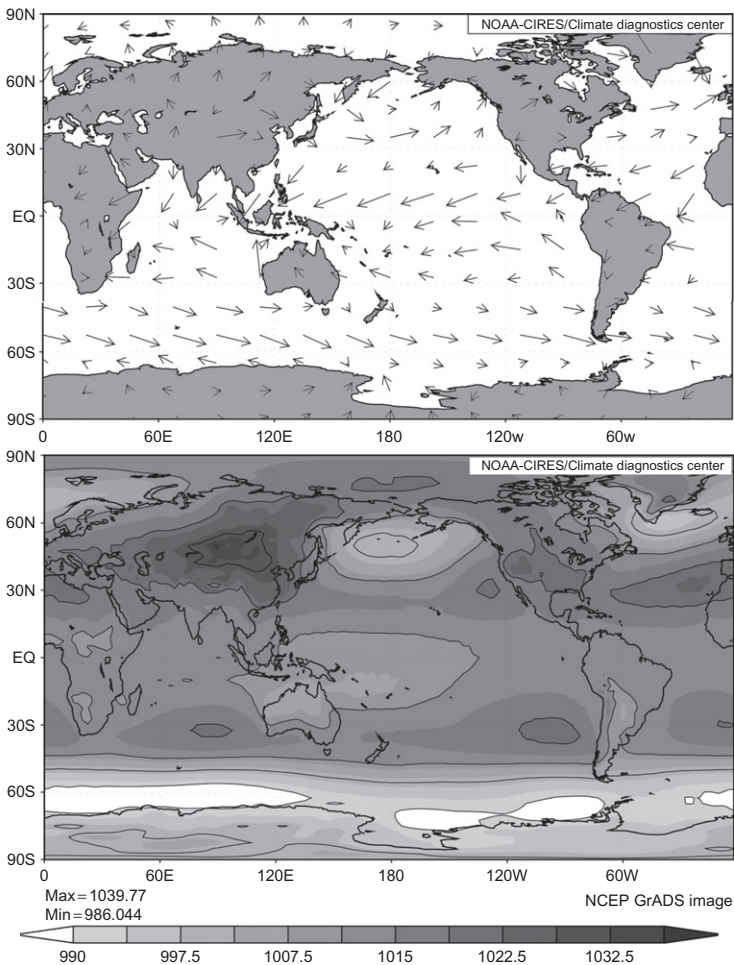 90N
NOAA-CIRES/Climate diagnostics center
60N
30N
EQ
30S
60S
90S
0 60E 120E 180 120w 60w
90N
NOAA-CIRES/Climate diagnostics center
60N
30N
EQ
30S
60S
90S
0 60E 120E 180 120W 60W
Max=1039.77
Min=986.044
NCEP GrADS image
990 997.5 1007.5 1015 1022.5 1032.5